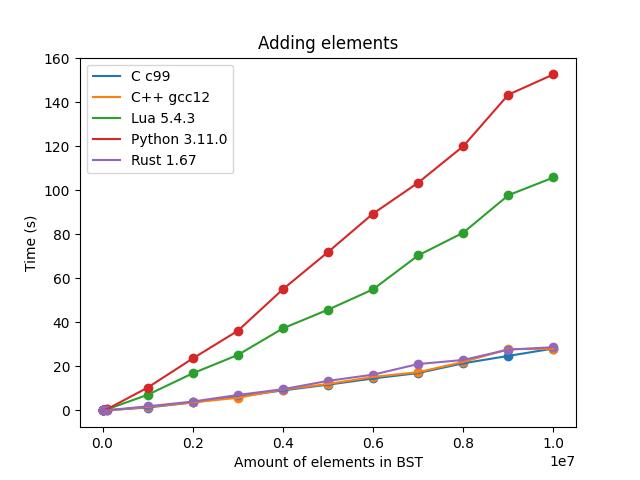 Adding elements
160
140
120
100
80
60
40
20
0
Time (s)
C c99
C++ gcc12
Lua 5.4.3
Python 3.11.0
Rust 1.67
0.0 0.2 0.4 0.6 0.8 1.0
1e7
Amount of elements in BST